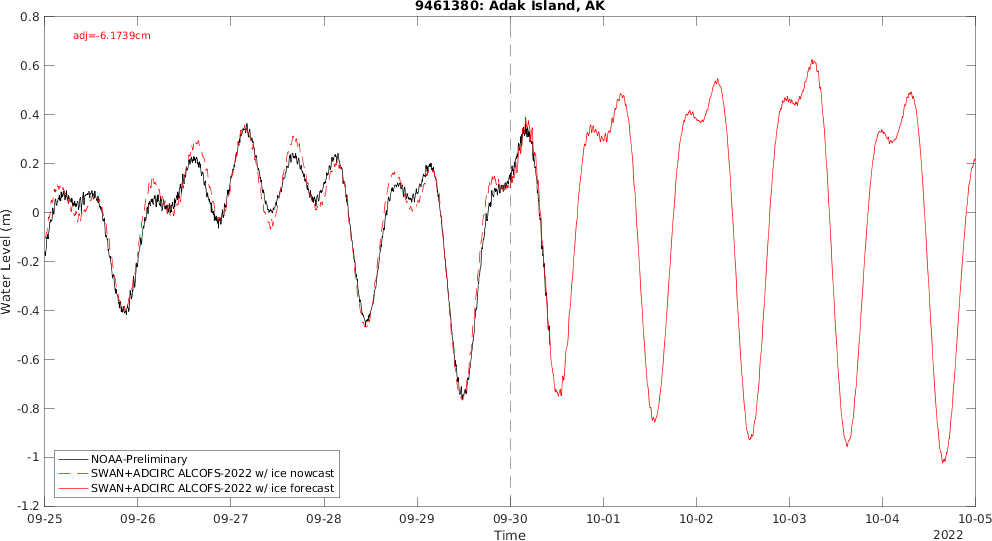 9461380: Adak Island, AK
adj=-6.1739cm
0.8
0.6
0.4
0.2
0
-0.2
-0.4
-0.6
-0.8
-1
-1.2
Water Level (m)
NOAA-Preliminary
SWAN+ADCIRC ALCOFS-2022 w/ ice nowcast
SWAN+ADCIRC ALCOFS-2022 w/ ice forecast
09-25 09-26 09-27 09-28 09-29 09-30 10-01 10-02 10-03 10-04 10-05
Time
2022